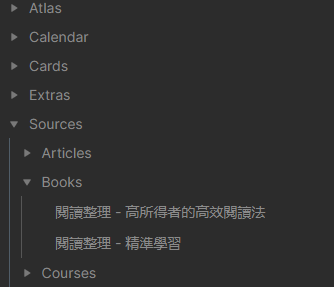 Atlas
Calendar
Cards
Extras
Sources
Articles
Books
閱讀整理 - 高所得者的高效閱讀法
閱讀整理 - 精準學習
Courses